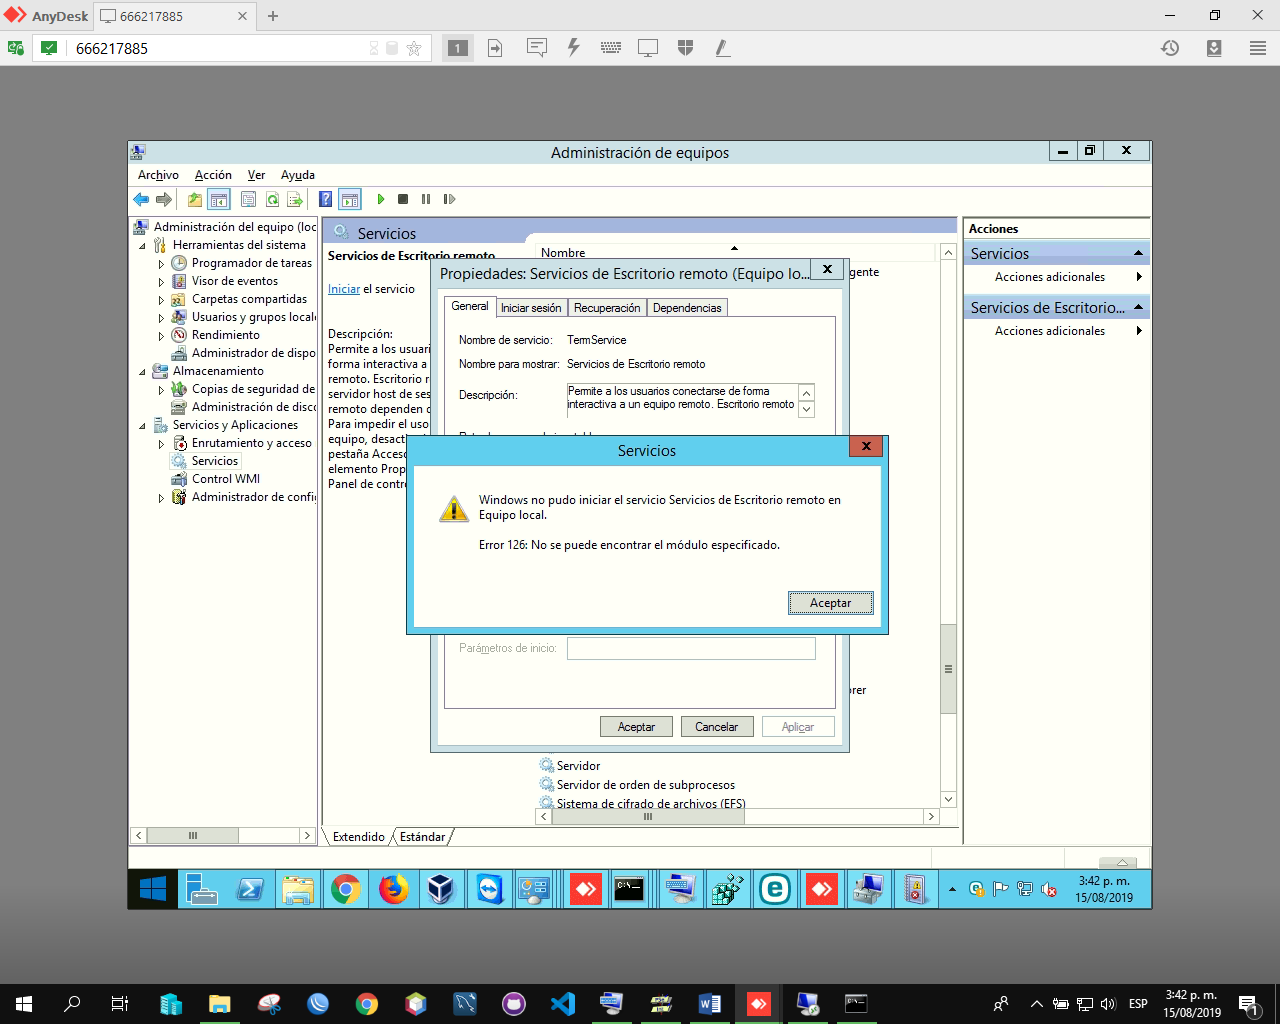 AnyDesk
666217885
666217885
1
Administración de equipos
Archivo Acción Ver Ayuda
Administración del equipo (loc
Herramientas del sistema
Programador de tareas
Visor de eventos
Carpetas compartidas
Usuarios y grupos local
Rendimiento
Administrador de dispo
Almacenamiento
Copias de seguridad de
Administración de disco
Servicios y Aplicaciones
Enrutamiento y acceso
Servicios
Control WMI
Administrador de confi
Servicios
Servicios de Escritorio remoto
Iniciar el servicio
Descripción:
Permite a los usuari
forma interactiva a
remoto. Escritorio r
servidor host de ses
remoto dependen d
Para impedir el uso
equipo, desact
pestaña Acceso
elemento Prop
Panel de contro
Nombre
gente
Propiedades: Servicios de Escritorio remoto (Equipo lo...
General Iniciar sesión Recuperación Dependencias
Nombre de servicio: TermService
Nombre para mostrar: Servicios de Escritorio remoto
Descripción: Permite a los usuarios conectarse de forma
interactiva a un equipo remoto. Escritorio remoto
Servicios
Windows no pudo iniciar el servicio Servicios de Escritorio remoto en
Equipo local.
Error 126: No se puede encontrar el módulo especificado.
Aceptar
Parámetros de inicio:
orer
Aceptar Cancelar Aplicar
Servidor
Servidor de orden de subprocesos
Sistema de cifrado de archivos (EFS)
Extendido Estándar
Acciones
Servicios
Acciones adicionales
Servicios de Escritorio...
Acciones adicionales
3:42 p. m.
15/08/2019
ESP
3:42 p. m.
15/08/2019
1